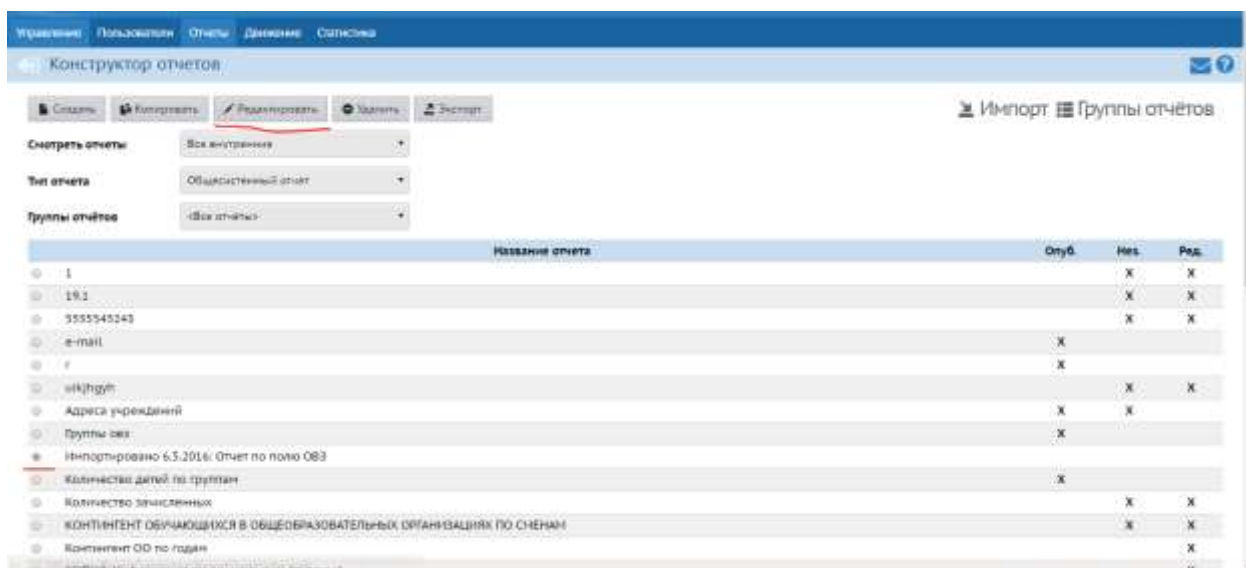 Управление Пользователи Отчеты Движение Статистика
Конструктор отчетов
Создать Копировать Редактировать Удалить Экспорт
Импорт Группы отчётов
Смотреть отчеты Все внутренние
Тип отчета Общесистемный отчет
Группы отчётов <Все отчеты>
Название отчета Опуб. Нез. Ред.
1 X X
19.1 X X
5555545245 X X
e-mail X
r X
uikjhgyh X X
Адреса учреждений X X
Группы овз X
Импортировано 6.5.2016: Отчет по полю ОВЗ
Количество детей по группам X
Количество зачисленных X X
КОНТИНГЕНТ ОБУЧАЮЩИХСЯ В ОБЩЕОБРАЗОВАТЕЛЬНЫХ ОРГАНИЗАЦИЯХ ПО СМЕНАМ X X
Контингент ОО по годам X